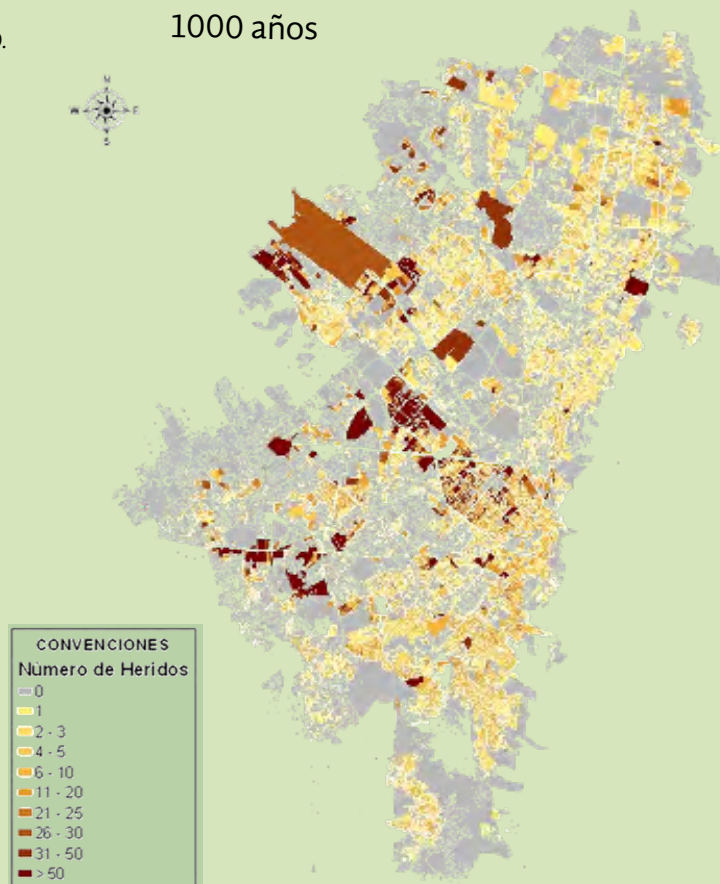 1000 años
N
W E
S
CONVENCIONES
Número de Heridos
0
1
2 - 3
4 - 5
6 - 10
11 - 20
21 - 25
26 - 30
31 - 50
>50